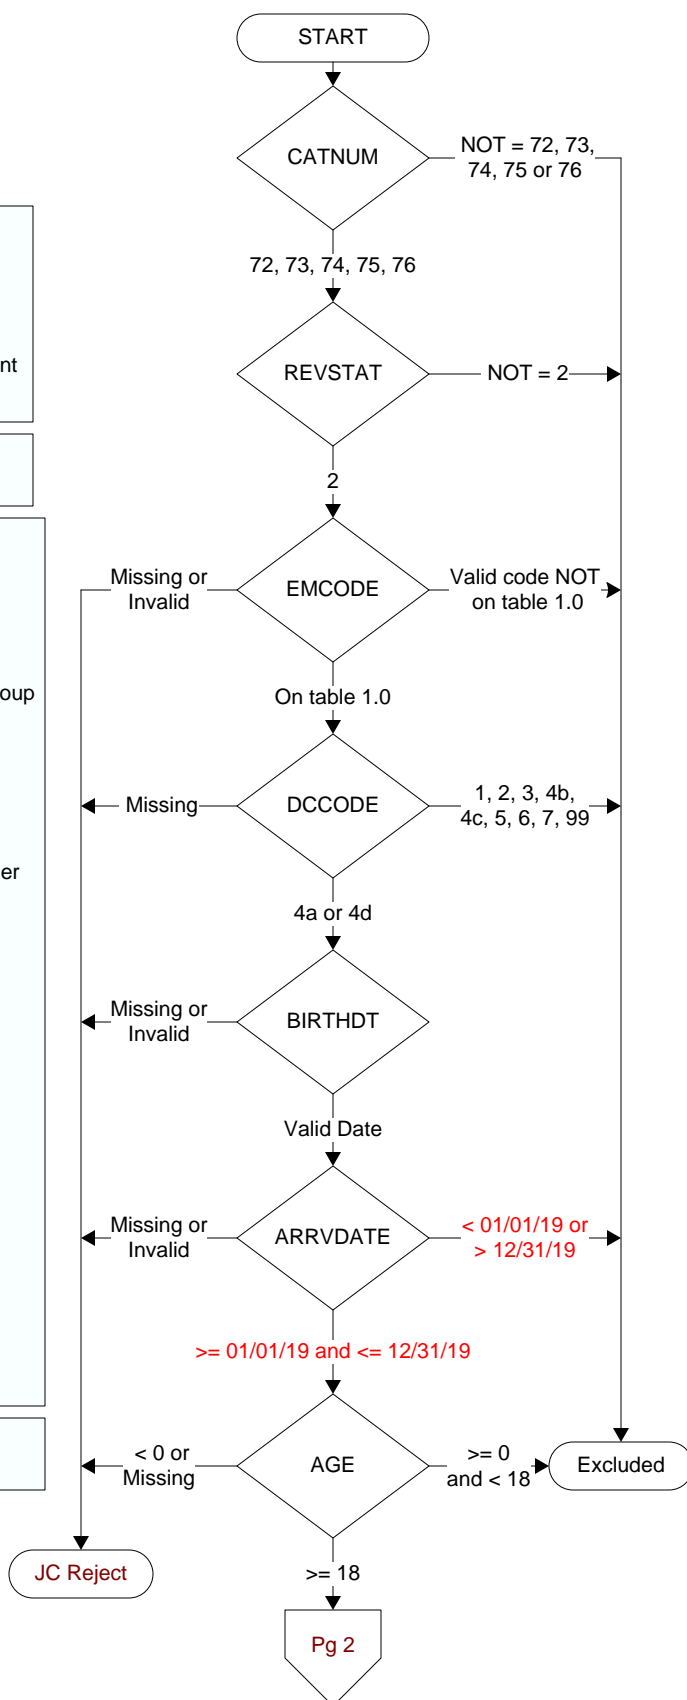 START
CATNUM
NOT = 72, 73,
74, 75 or 76
72, 73, 74, 75, 76
nt
REVSTAT
NOT = 2
2
Missing or
Invalid
EMCODE
Valid code NOT
on table 1.0
oup
On table 1.0
Missing
DCCODE
1, 2, 3, 4b,
4c, 5, 6, 7, 99
er
4a or 4d
Missing or
Invalid
BIRTHDT
Valid Date
Missing or
Invalid
ARRVDATE
< 01/01/19 or
> 12/31/19
>= 01/01/19 and <= 12/31/19
< 0 or
Missing
AGE
>= 0
and < 18
Excluded
JC Reject
>= 18
Pg 2